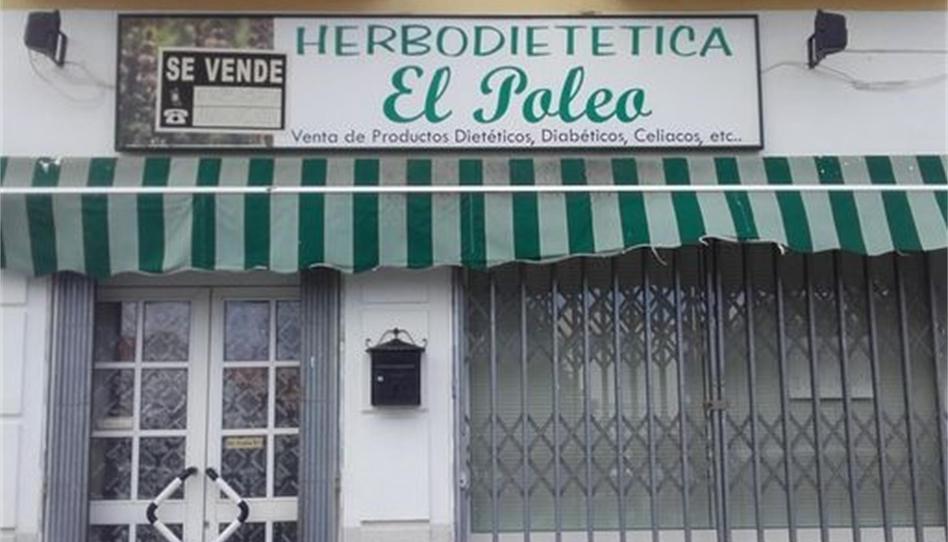 HERBODIETETICA
SE VENDE
El Poleo
Venta de Productos Dietéticos, Diabéticos, Celiacos, etc..